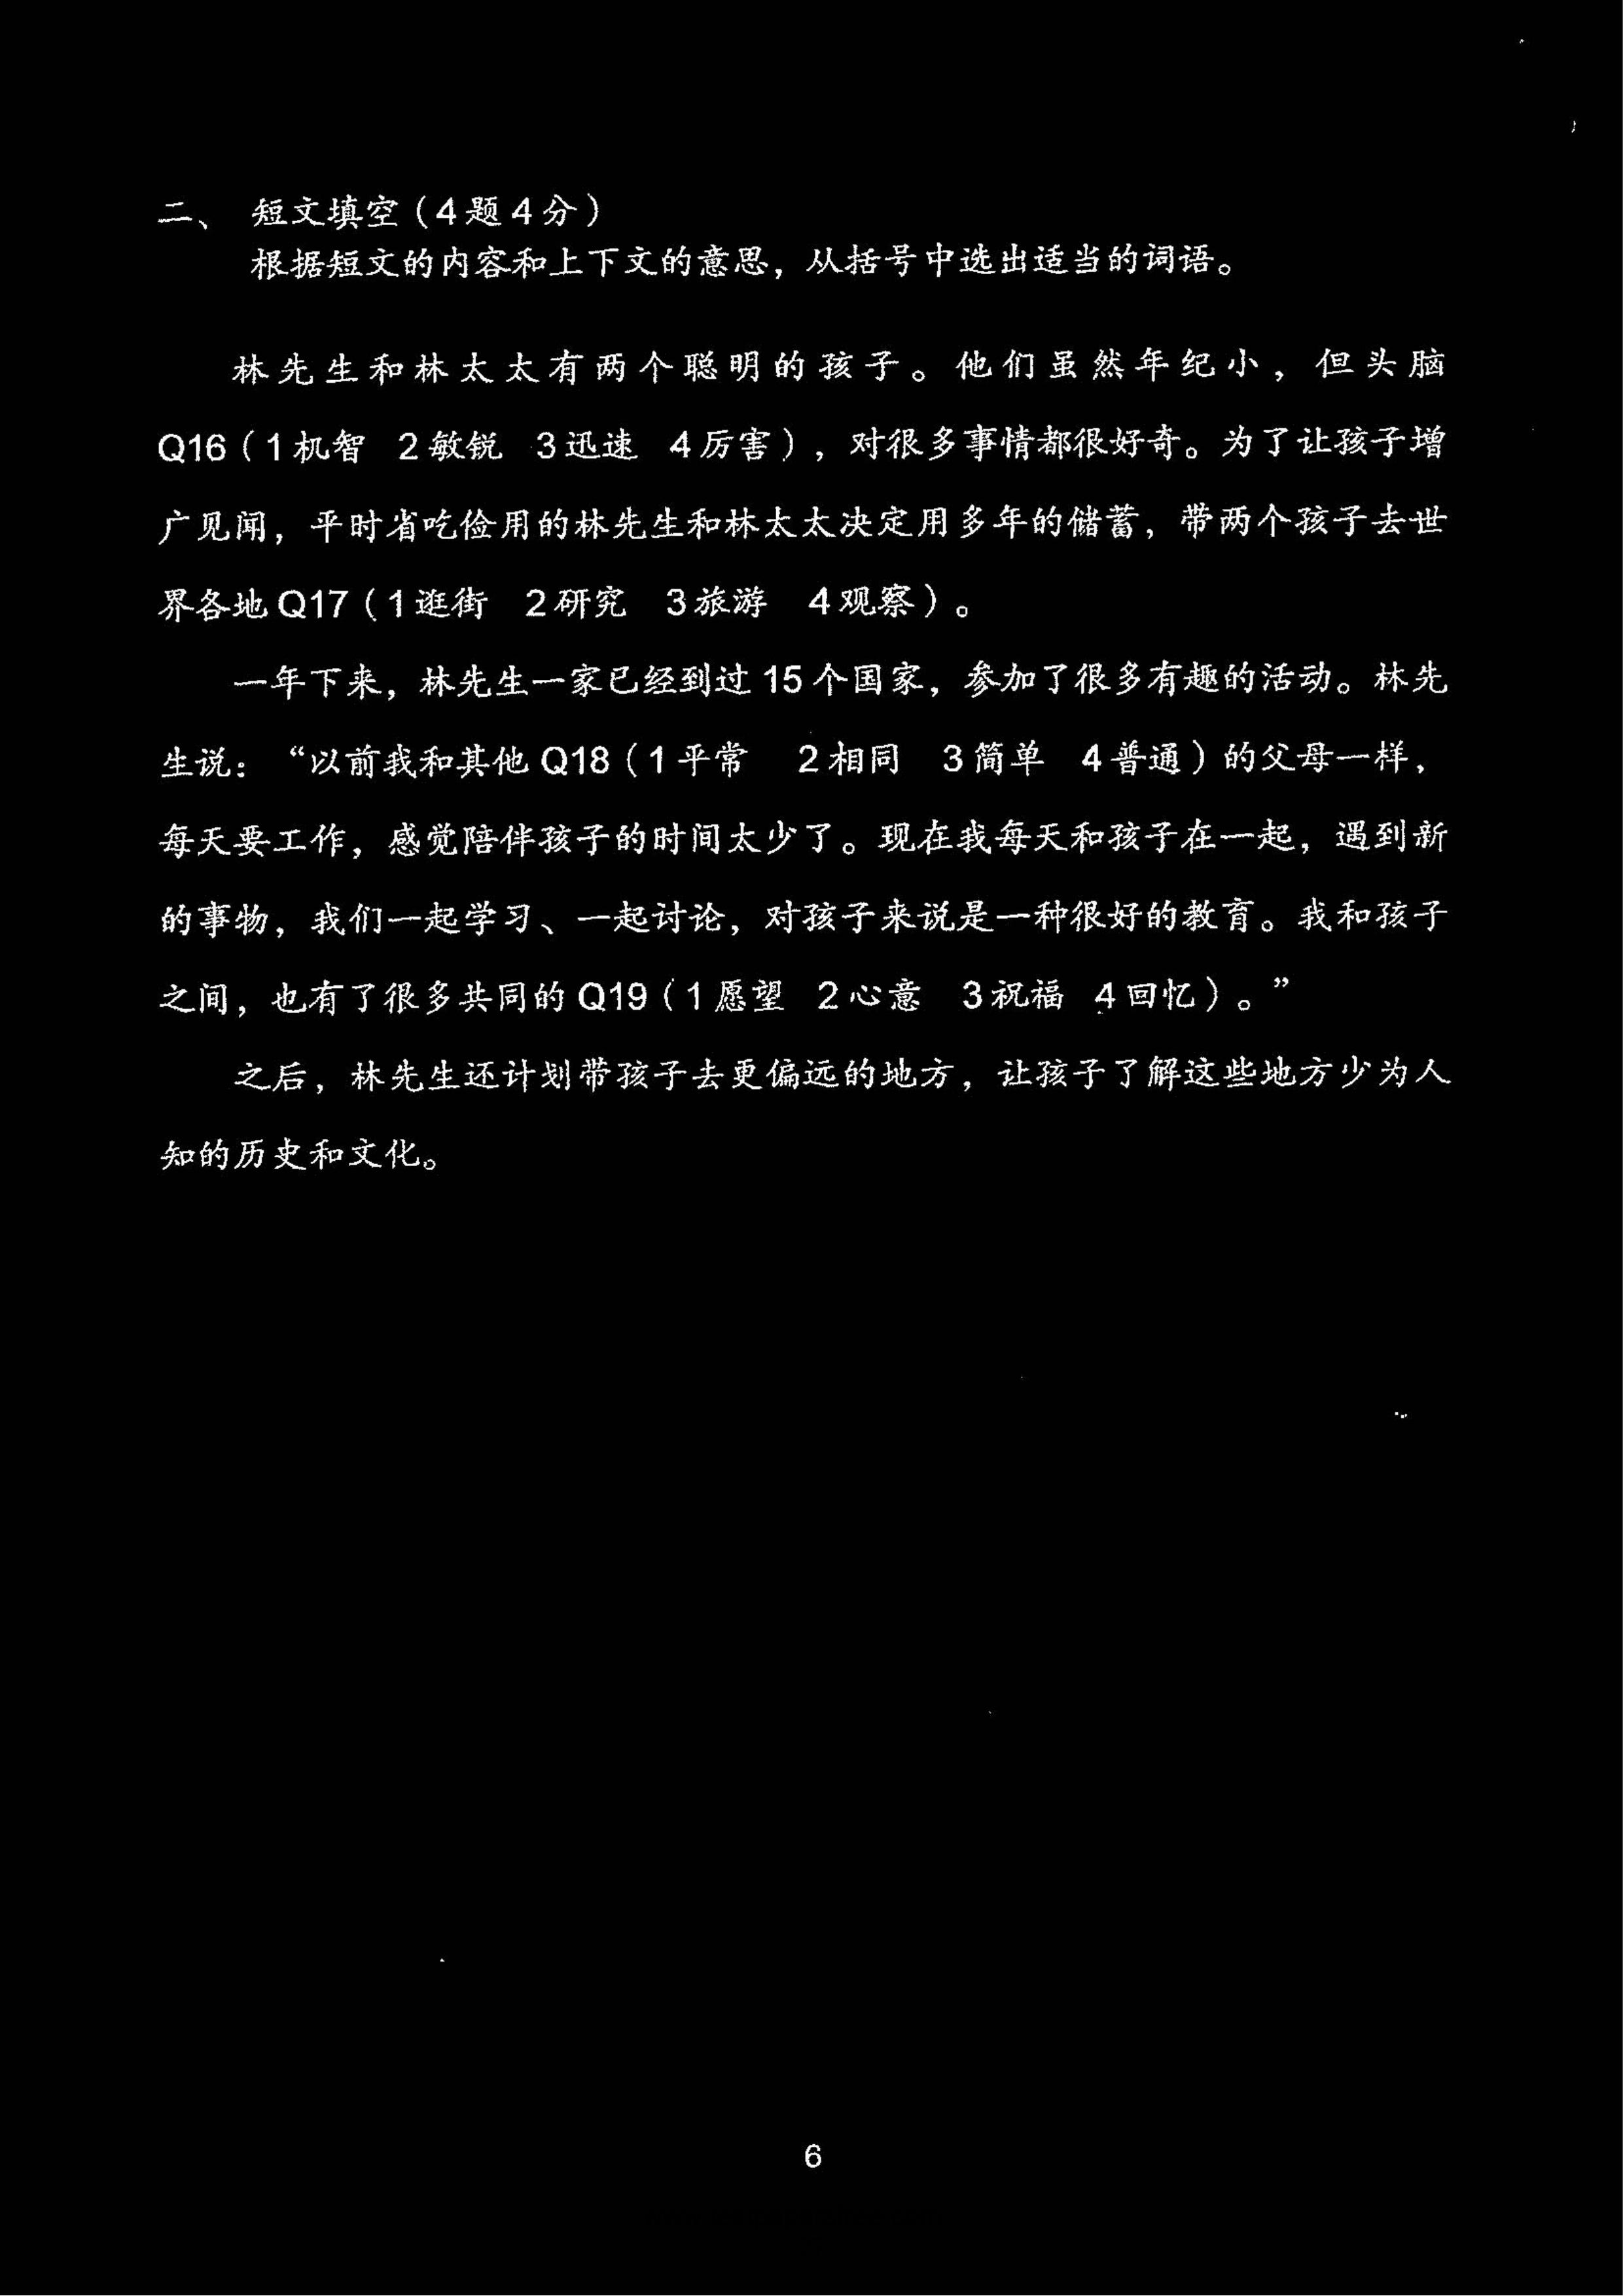 二、 短文填空（4题4分）
根据短文的内容和上下文的意思，从括号中选出适当的词语。
林先生和林太太有两个聪明的孩子。他们虽然年纪小，但头脑
Q16（1机智 2敏锐 3迅速 4厉害），对很多事情都很好奇。为了让孩子增
广见闻，平时省吃俭用的林先生和林太太决定用多年的储蓄，带两个孩子去世
界各地Q17（1逛街 2研究 3旅游 4观察）。
一年下来，林先生一家已经到过15个国家，参加了很多有趣的活动。林先
生说：“以前我和其他Q18（1平常 2相同 3简单 4普通）的父母一样，
每天要工作，感觉陪伴孩子的时间太少了。现在我每天和孩子在一起，遇到新
的事物，我们一起学习、一起讨论，对孩子来说是一种很好的教育。我和孩子
之间，也有了很多共同的Q19（1愿望 2心意 3祝福 4回忆）。”
之后，林先生还计划带孩子去更偏远的地方，让孩子了解这些地方少为人
知的历史和文化。
6